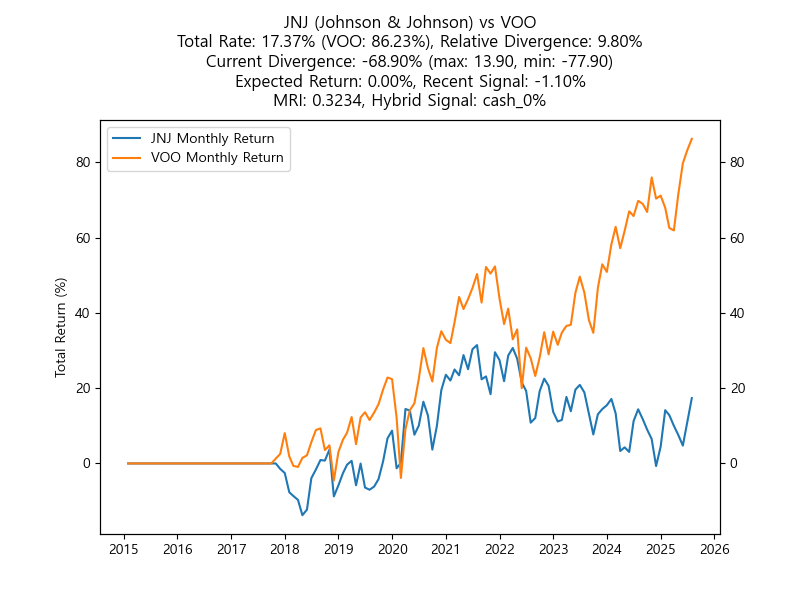 JNJ (Johnson & Johnson) vs VOO
Total Rate: 17.37% (VOO: 86.23%), Relative Divergence: 9.80%
Current Divergence: -68.90% (max: 13.90, min: -77.90)
Expected Return: 0.00%, Recent Signal: -1.10%
MRI: 0.3234, Hybrid Signal: cash_0%
JNJ Monthly Return
VOO Monthly Return
Total Return (%)
80 80
60 60
40 40
20 20
0 0
2015 2016 2017 2018 2019 2020 2021 2022 2023 2024 2025 2026